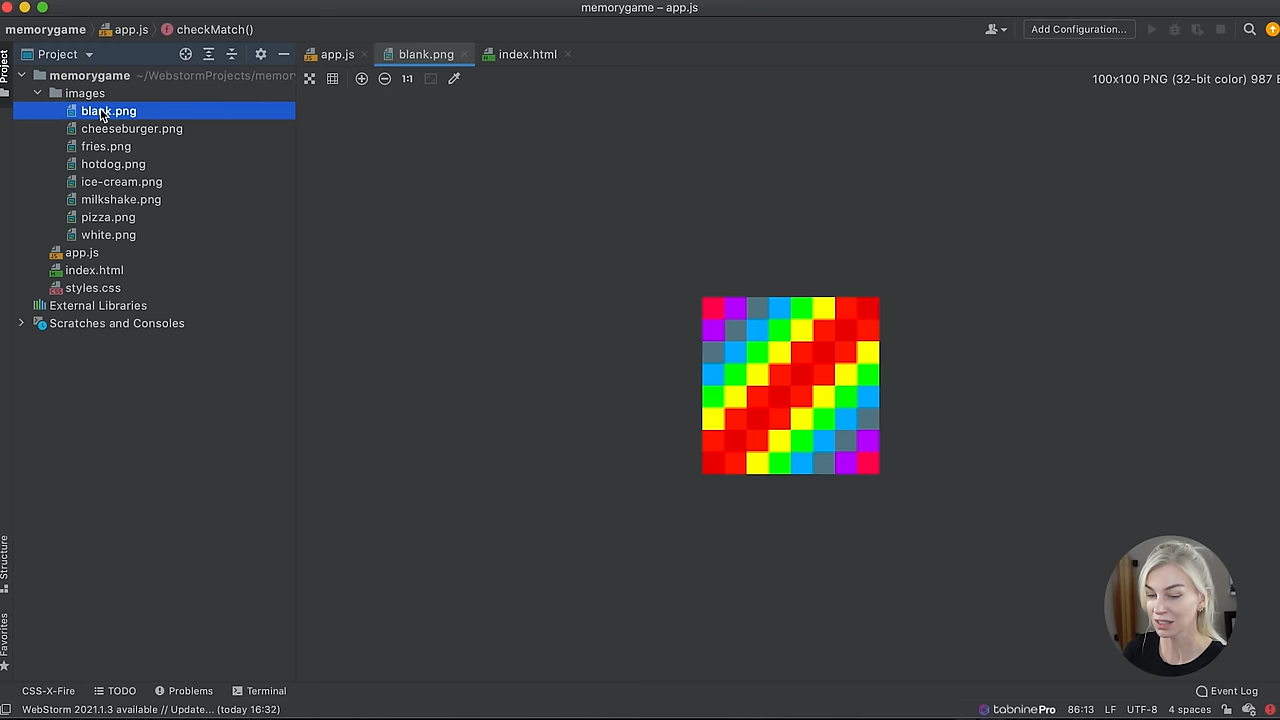 memorygame – app.js
memorygame app.js checkMatch() Add Configuration...
Project Project app.js blank.png index.html
memorygame ~/WebstormProjects/memor
1:1 100x100 PNG (32-bit color) 987
images
blank.png
cheeseburger.png
fries.png
hotdog.png
ice-cream.png
milkshake.png
pizza.png
white.png
app.js
index.html
styles.css
External Libraries
Scratches and Consoles
Structure
Favorites
CSS-X-Fire TODO Problems Terminal Event Log
WebStorm 2021.1.3 available // Update... (today 16:32) tabninePro 86:13 LF UTF-8 4 spaces